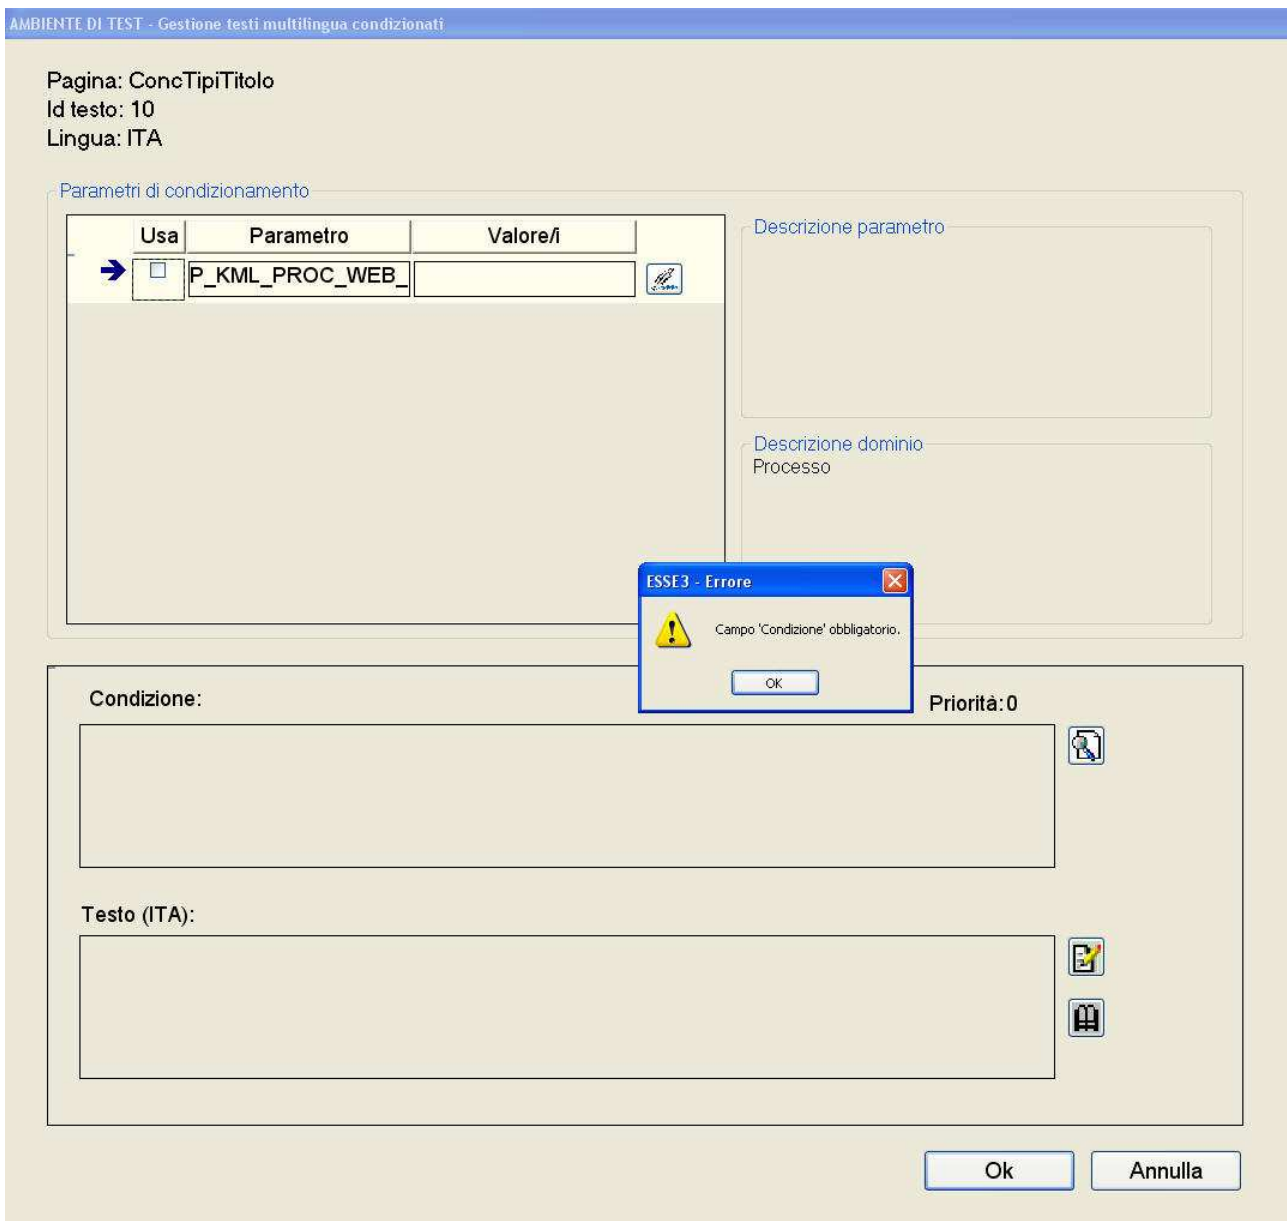 AMBIENTE DI TEST - Gestione testi multilingua condizionati
Pagina: ConcTipiTitolo
Id testo: 10
Lingua: ITA
Parametri di condizionamento
Usa Parametro Valore/i
P_KML_PROC_WEB_
Descrizione parametro
Descrizione dominio
Processo
ESSE3 - Errore
Campo 'Condizione' obbligatorio.
OK
Condizione:
Priorità:0
Testo (ITA):
Ok Annulla